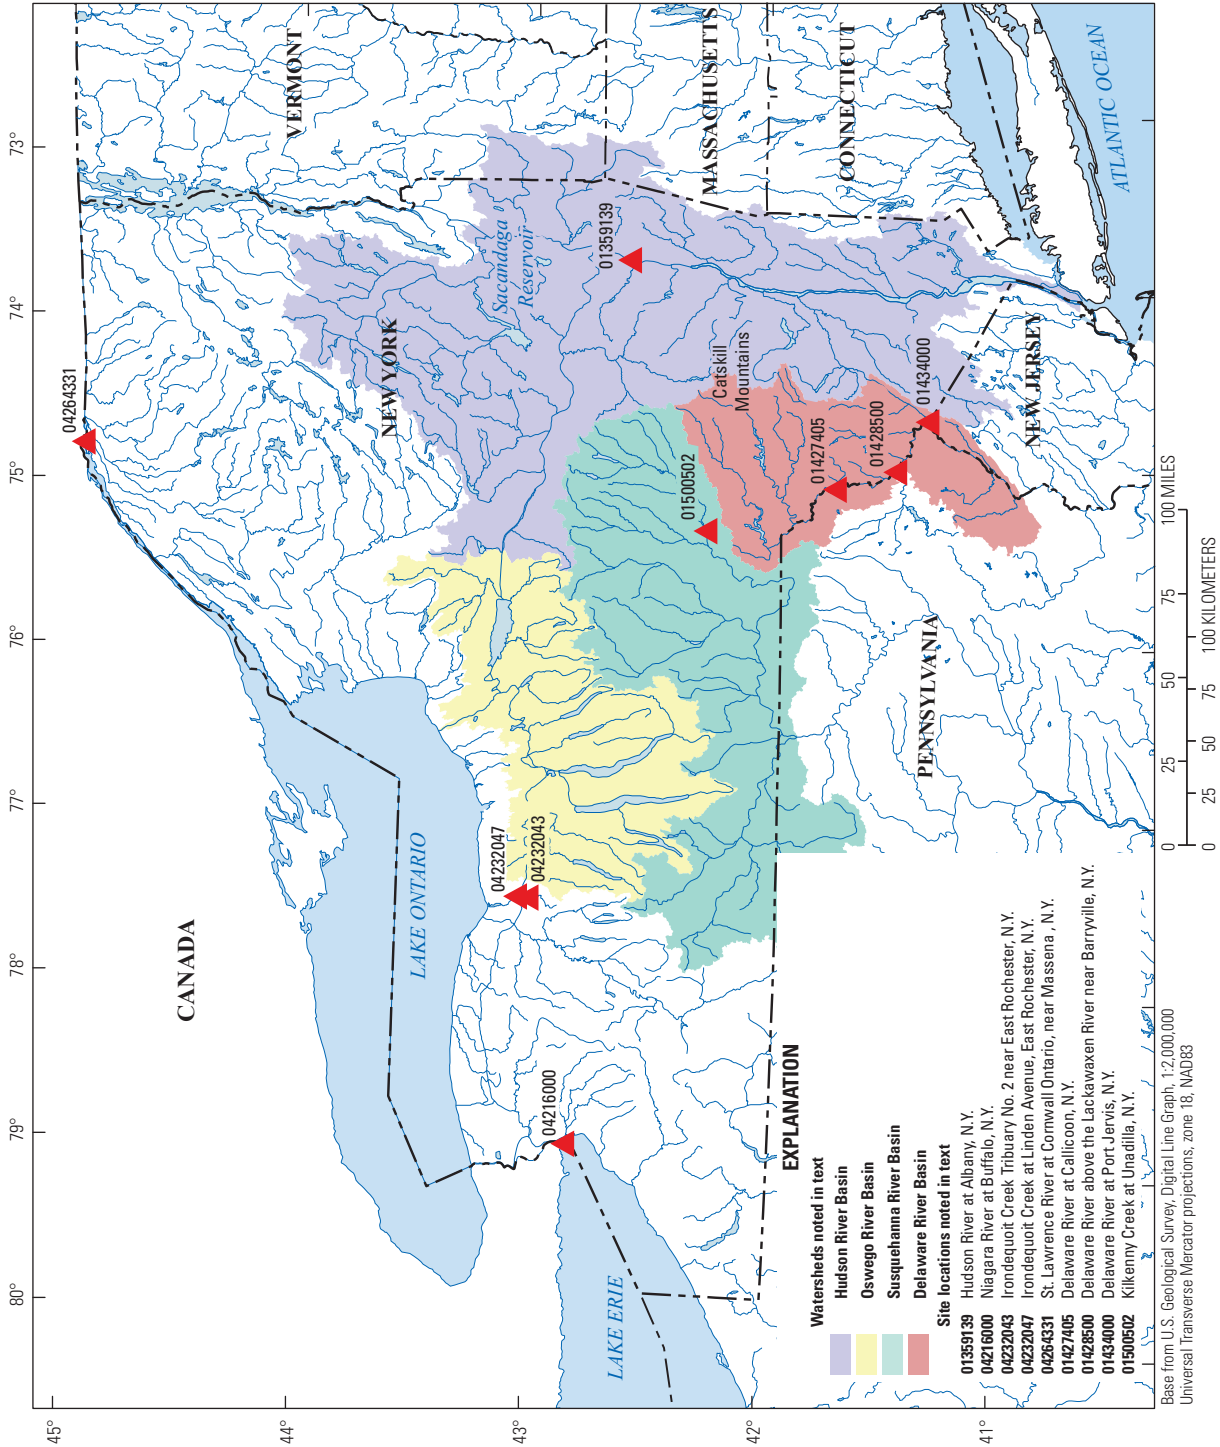 45°
44°
43°
42°
41°
80°
79°
78°
77°
76°
75°
74°
73°
CANADA
VERMONT
MASSACHUSETTS
CONNECTICUT
NEW YORK
NEW JERSEY
PENNSYLVANIA
LAKE ONTARIO
LAKE ERIE
ATLANTIC OCEAN
Sacandaga
Reservoir
Catskill
Mountains
04264331
01359139
04232047
04232043
04216000
01500502
01427405
01428500
01434000
EXPLANATION
Watersheds noted in text
Hudson River Basin
Oswego River Basin
Susquehanna River Basin
Delaware River Basin
Site locations noted in text
01359139 Hudson River at Albany, N.Y.
04216000 Niagara River at Buffalo, N.Y.
04232043 Irondequoit Creek Tribuary No. 2 near East Rochester, N.Y.
04232047 Irondequoit Creek at Linden Avenue, East Rochester, N.Y.
04264331 St. Lawrence River at Cornwall Ontario, near Massena , N.Y.
01427405 Delaware River at Callicoon, N.Y.
01428500 Delaware River above the Lackawaxen River near Barryville, N.Y.
01434000 Delaware River at Port Jervis, N.Y.
01500502 Kilkenny Creek at Unadilla, N.Y.
0 25 50 75 100 MILES
0 25 50 75 100 KILOMETERS
Base from U.S. Geological Survey, Digital Line Graph, 1:2,000,000
Universal Transverse Mercator projections, zone 18, NAD83